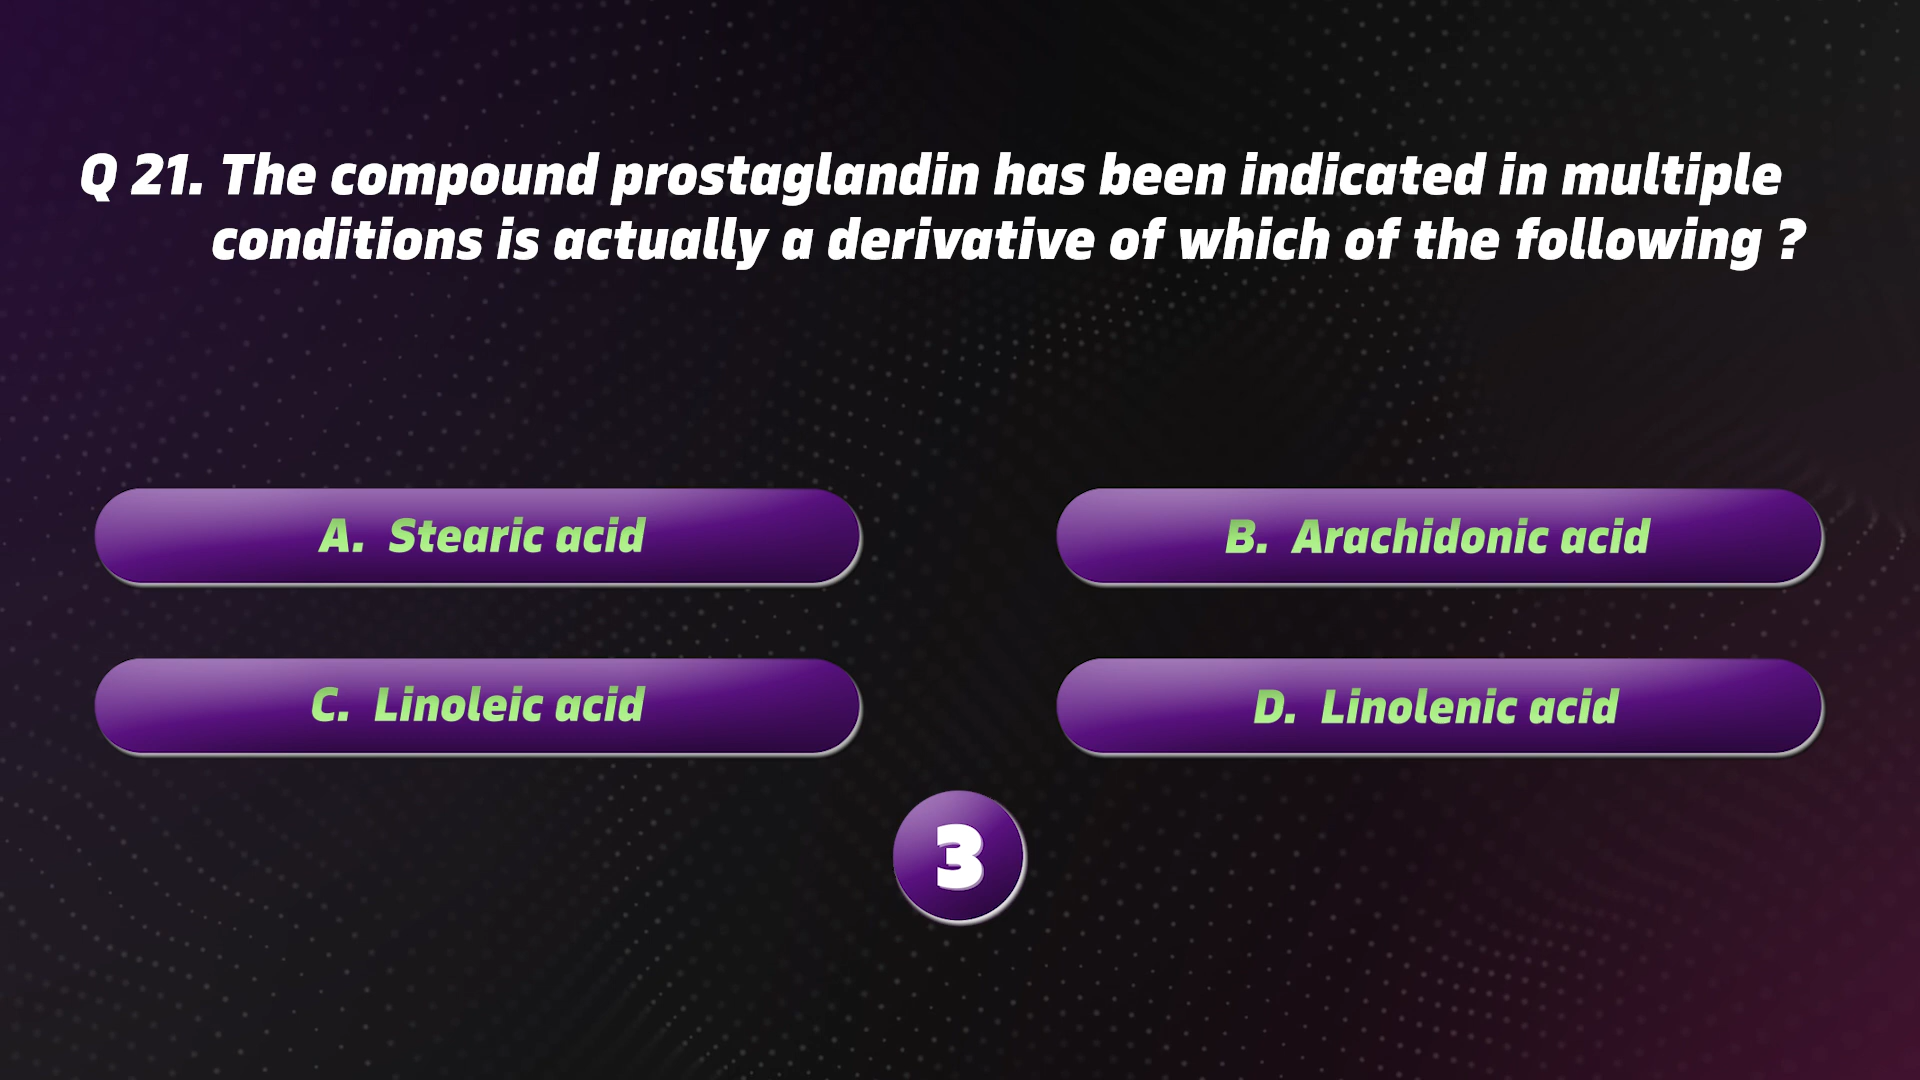 Q 21. The compound prostaglandin has been indicated in multiple
conditions is actually a derivative of which of the following ?
A. Stearic acid
B. Arachidonic acid
C. Linoleic acid
D. Linolenic acid
3